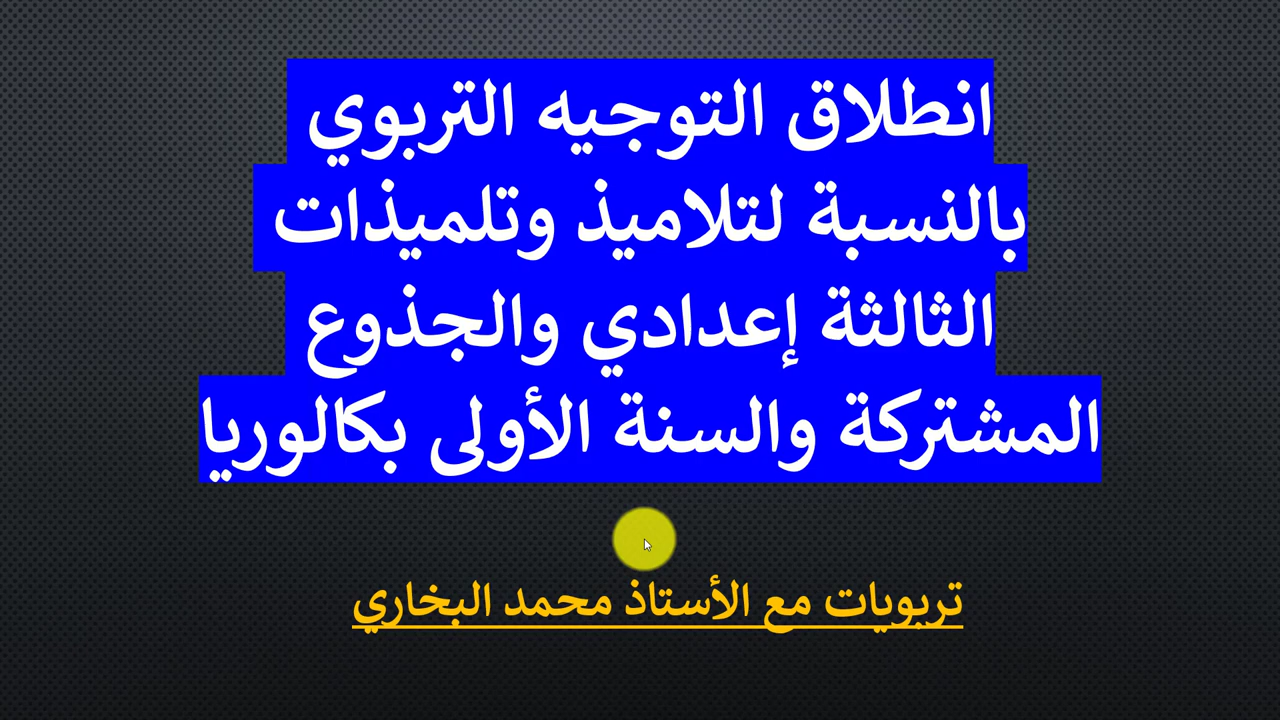 انطلاق التوجيه التربوي
بالنسبة لتلاميذ وتلميذات
الثالثة إعدادي والجذوع
المشتركة والسنة الأولى بكالوريا
تربويات مع الأستاذ محمد البخاري